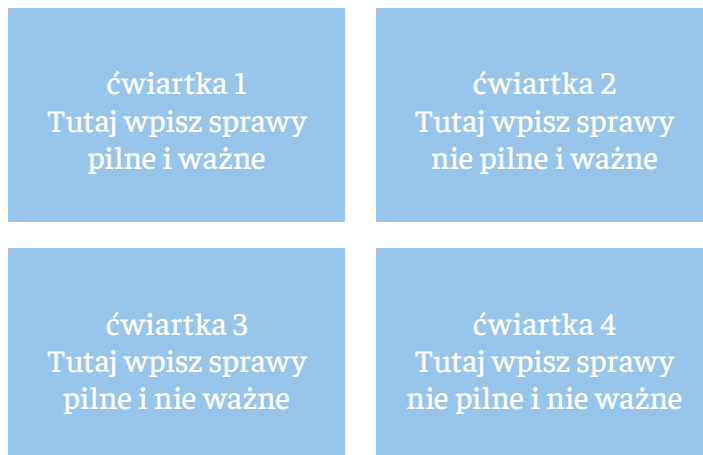 ćwiartka 1
Tutaj wpisz sprawy
pilne i ważne
ćwiartka 2
Tutaj wpisz sprawy
nie pilne i ważne
ćwiartka 3
Tutaj wpisz sprawy
pilne i nie ważne
ćwiartka 4
Tutaj wpisz sprawy
nie pilne i nie ważne